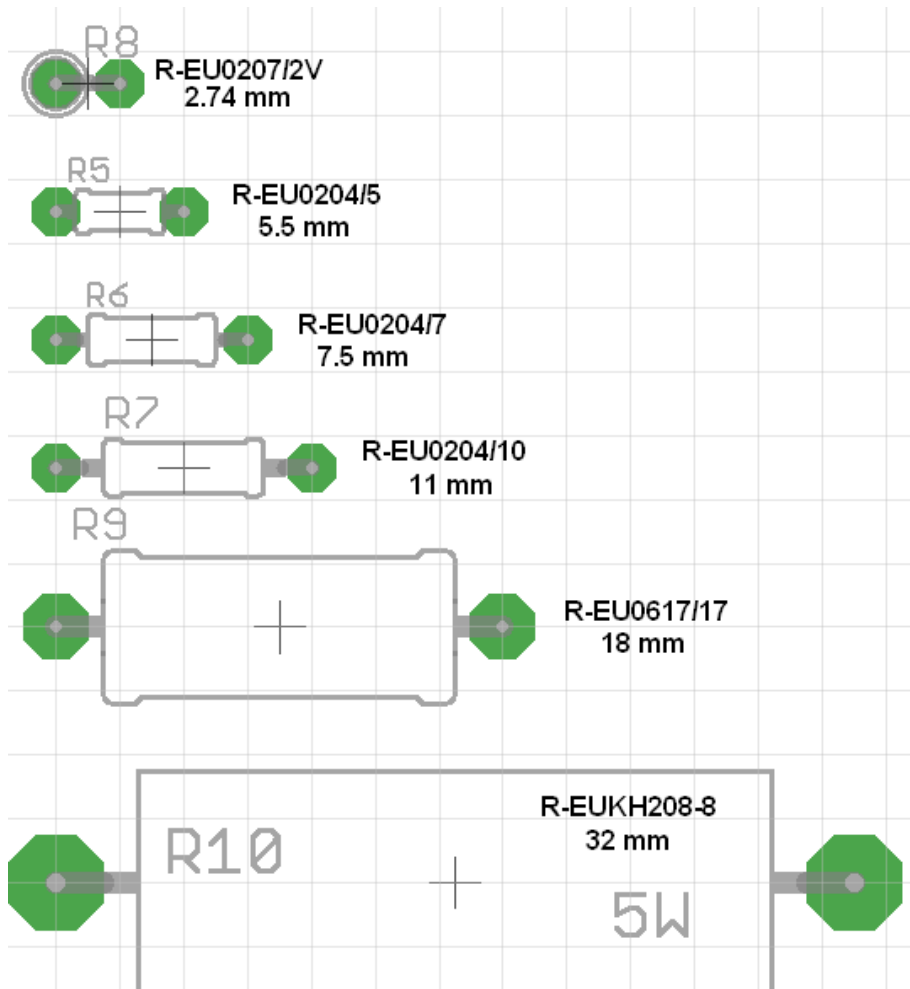 R8
R-EU0207/2V
2.74 mm
R5
R-EU0204/5
5.5 mm
R6
R-EU0204/7
7.5 mm
R7
R-EU0204/10
11 mm
R9
R-EU0617/17
18 mm
R-EUKH208-8
32 mm
R10
5W